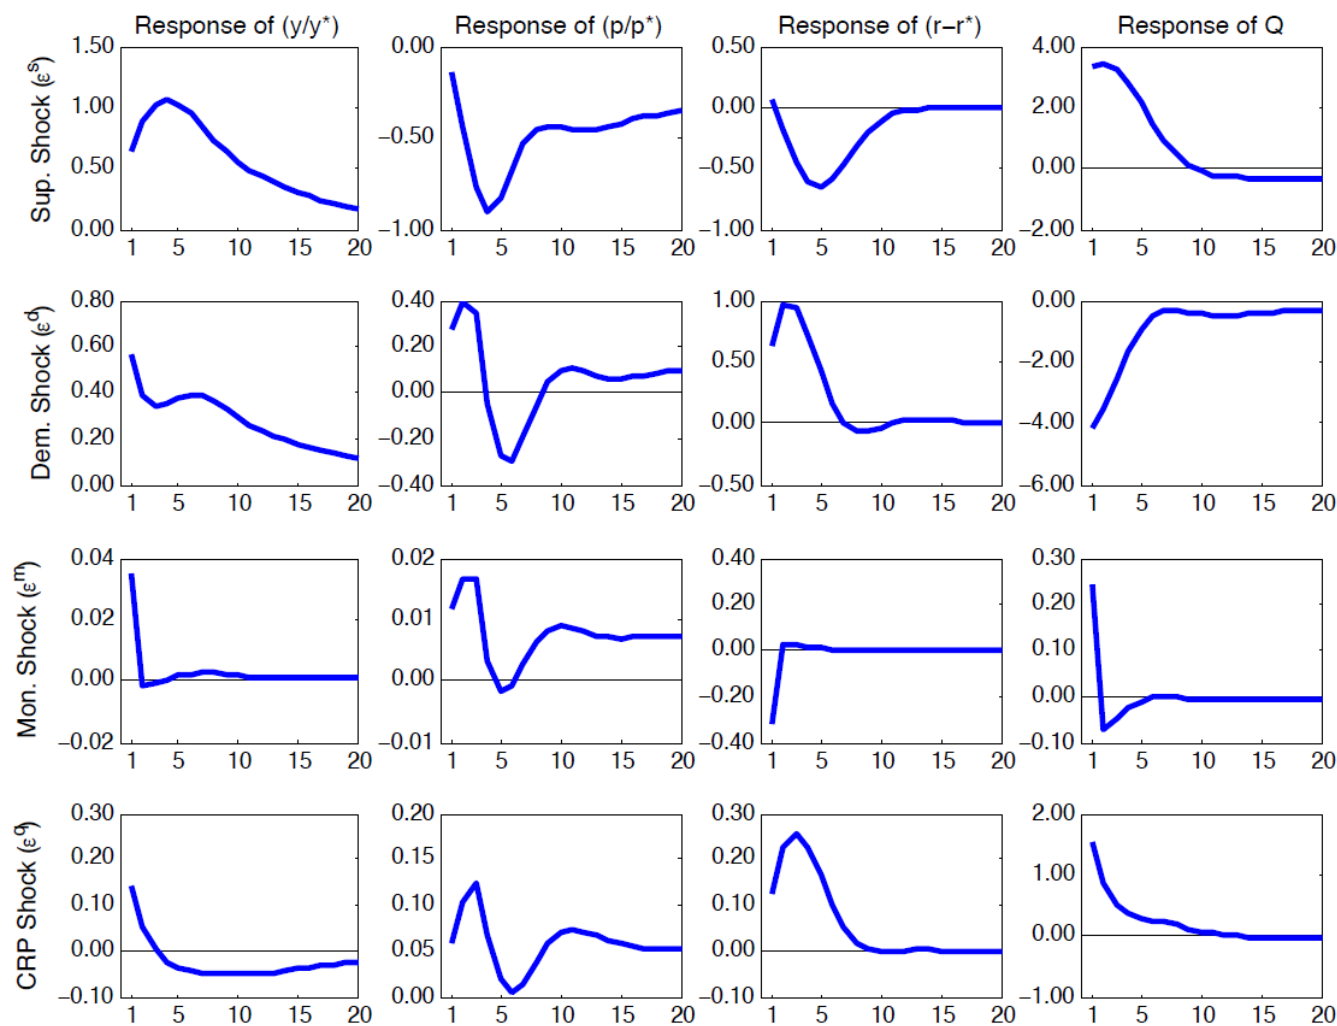 Response of (y/y*) Response of (p/p*) Response of (r−r*) Response of Q
Sup. Shock (εˢ)
1.50 1.00 0.50 0.00
1 5 10 15 20
0.00 −0.50 −1.00
1 5 10 15 20
0.50 0.00 −0.50 −1.00
1 5 10 15 20
4.00 2.00 0.00 −2.00
1 5 10 15 20
Dem. Shock (εᵈ)
0.80 0.60 0.40 0.20 0.00
1 5 10 15 20
0.40 0.20 0.00 −0.20 −0.40
1 5 10 15 20
1.00 0.50 0.00 −0.50
1 5 10 15 20
0.00 −2.00 −4.00 −6.00
1 5 10 15 20
Mon. Shock (εᵐ)
0.04 0.02 0.00 −0.02
1 5 10 15 20
0.02 0.01 0.00 −0.01
1 5 10 15 20
0.40 0.20 0.00 −0.20 −0.40
1 5 10 15 20
0.30 0.20 0.10 0.00 −0.10
1 5 10 15 20
CRP Shock (ε^q)
0.30 0.20 0.10 0.00 −0.10
1 5 10 15 20
0.20 0.15 0.10 0.05 0.00
1 5 10 15 20
0.30 0.20 0.10 0.00 −0.10
1 5 10 15 20
2.00 1.00 0.00 −1.00
1 5 10 15 20